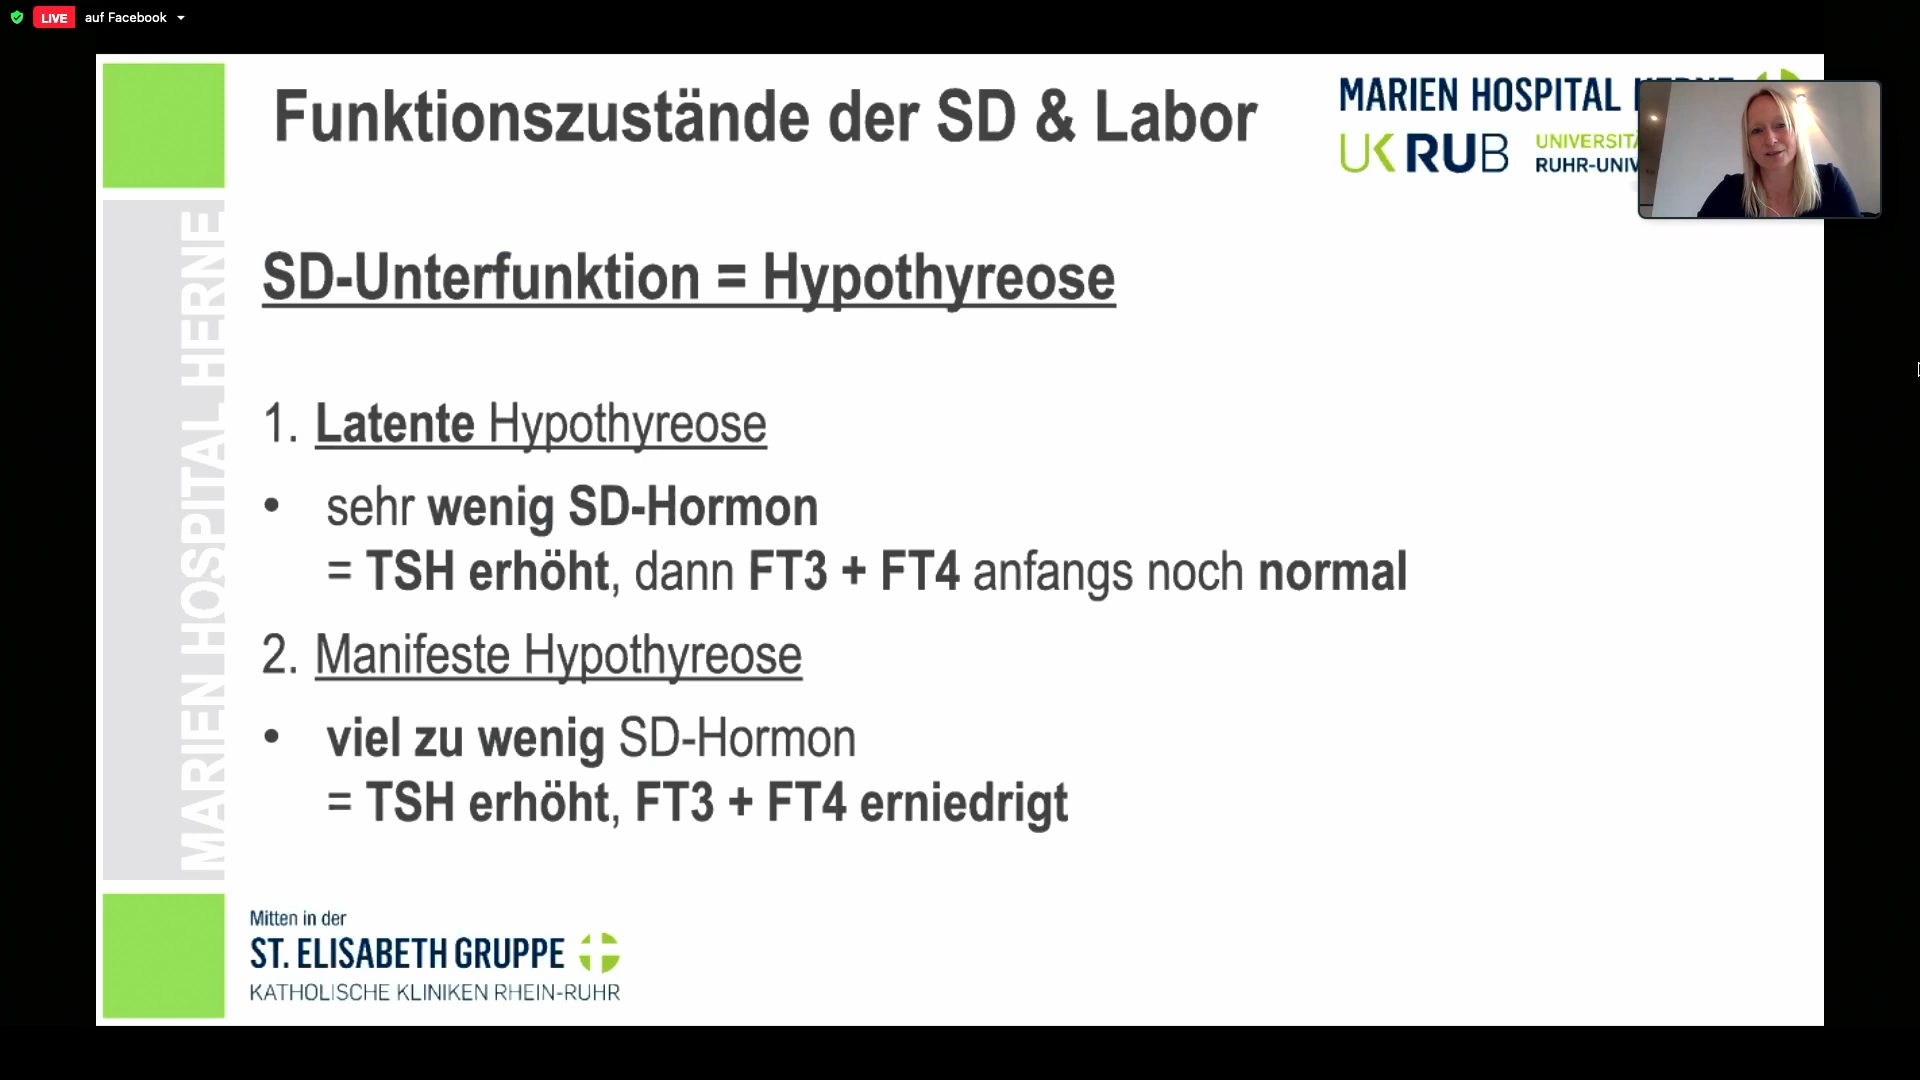 LIVE auf Facebook
Funktionszustände der SD & Labor
MARIEN HOSPITAL
UK RUB
RUHR-UNIV
MARIEN HOSPITAL HERNE
SD-Unterfunktion = Hypothyreose
1. Latente Hypothyreose
• sehr wenig SD-Hormon
= TSH erhöht, dann FT3 + FT4 anfangs noch normal
2. Manifeste Hypothyreose
• viel zu wenig SD-Hormon
= TSH erhöht, FT3 + FT4 erniedrigt
Mitten in der
ST. ELISABETH GRUPPE
KATHOLISCHE KLINIKEN RHEIN-RUHR